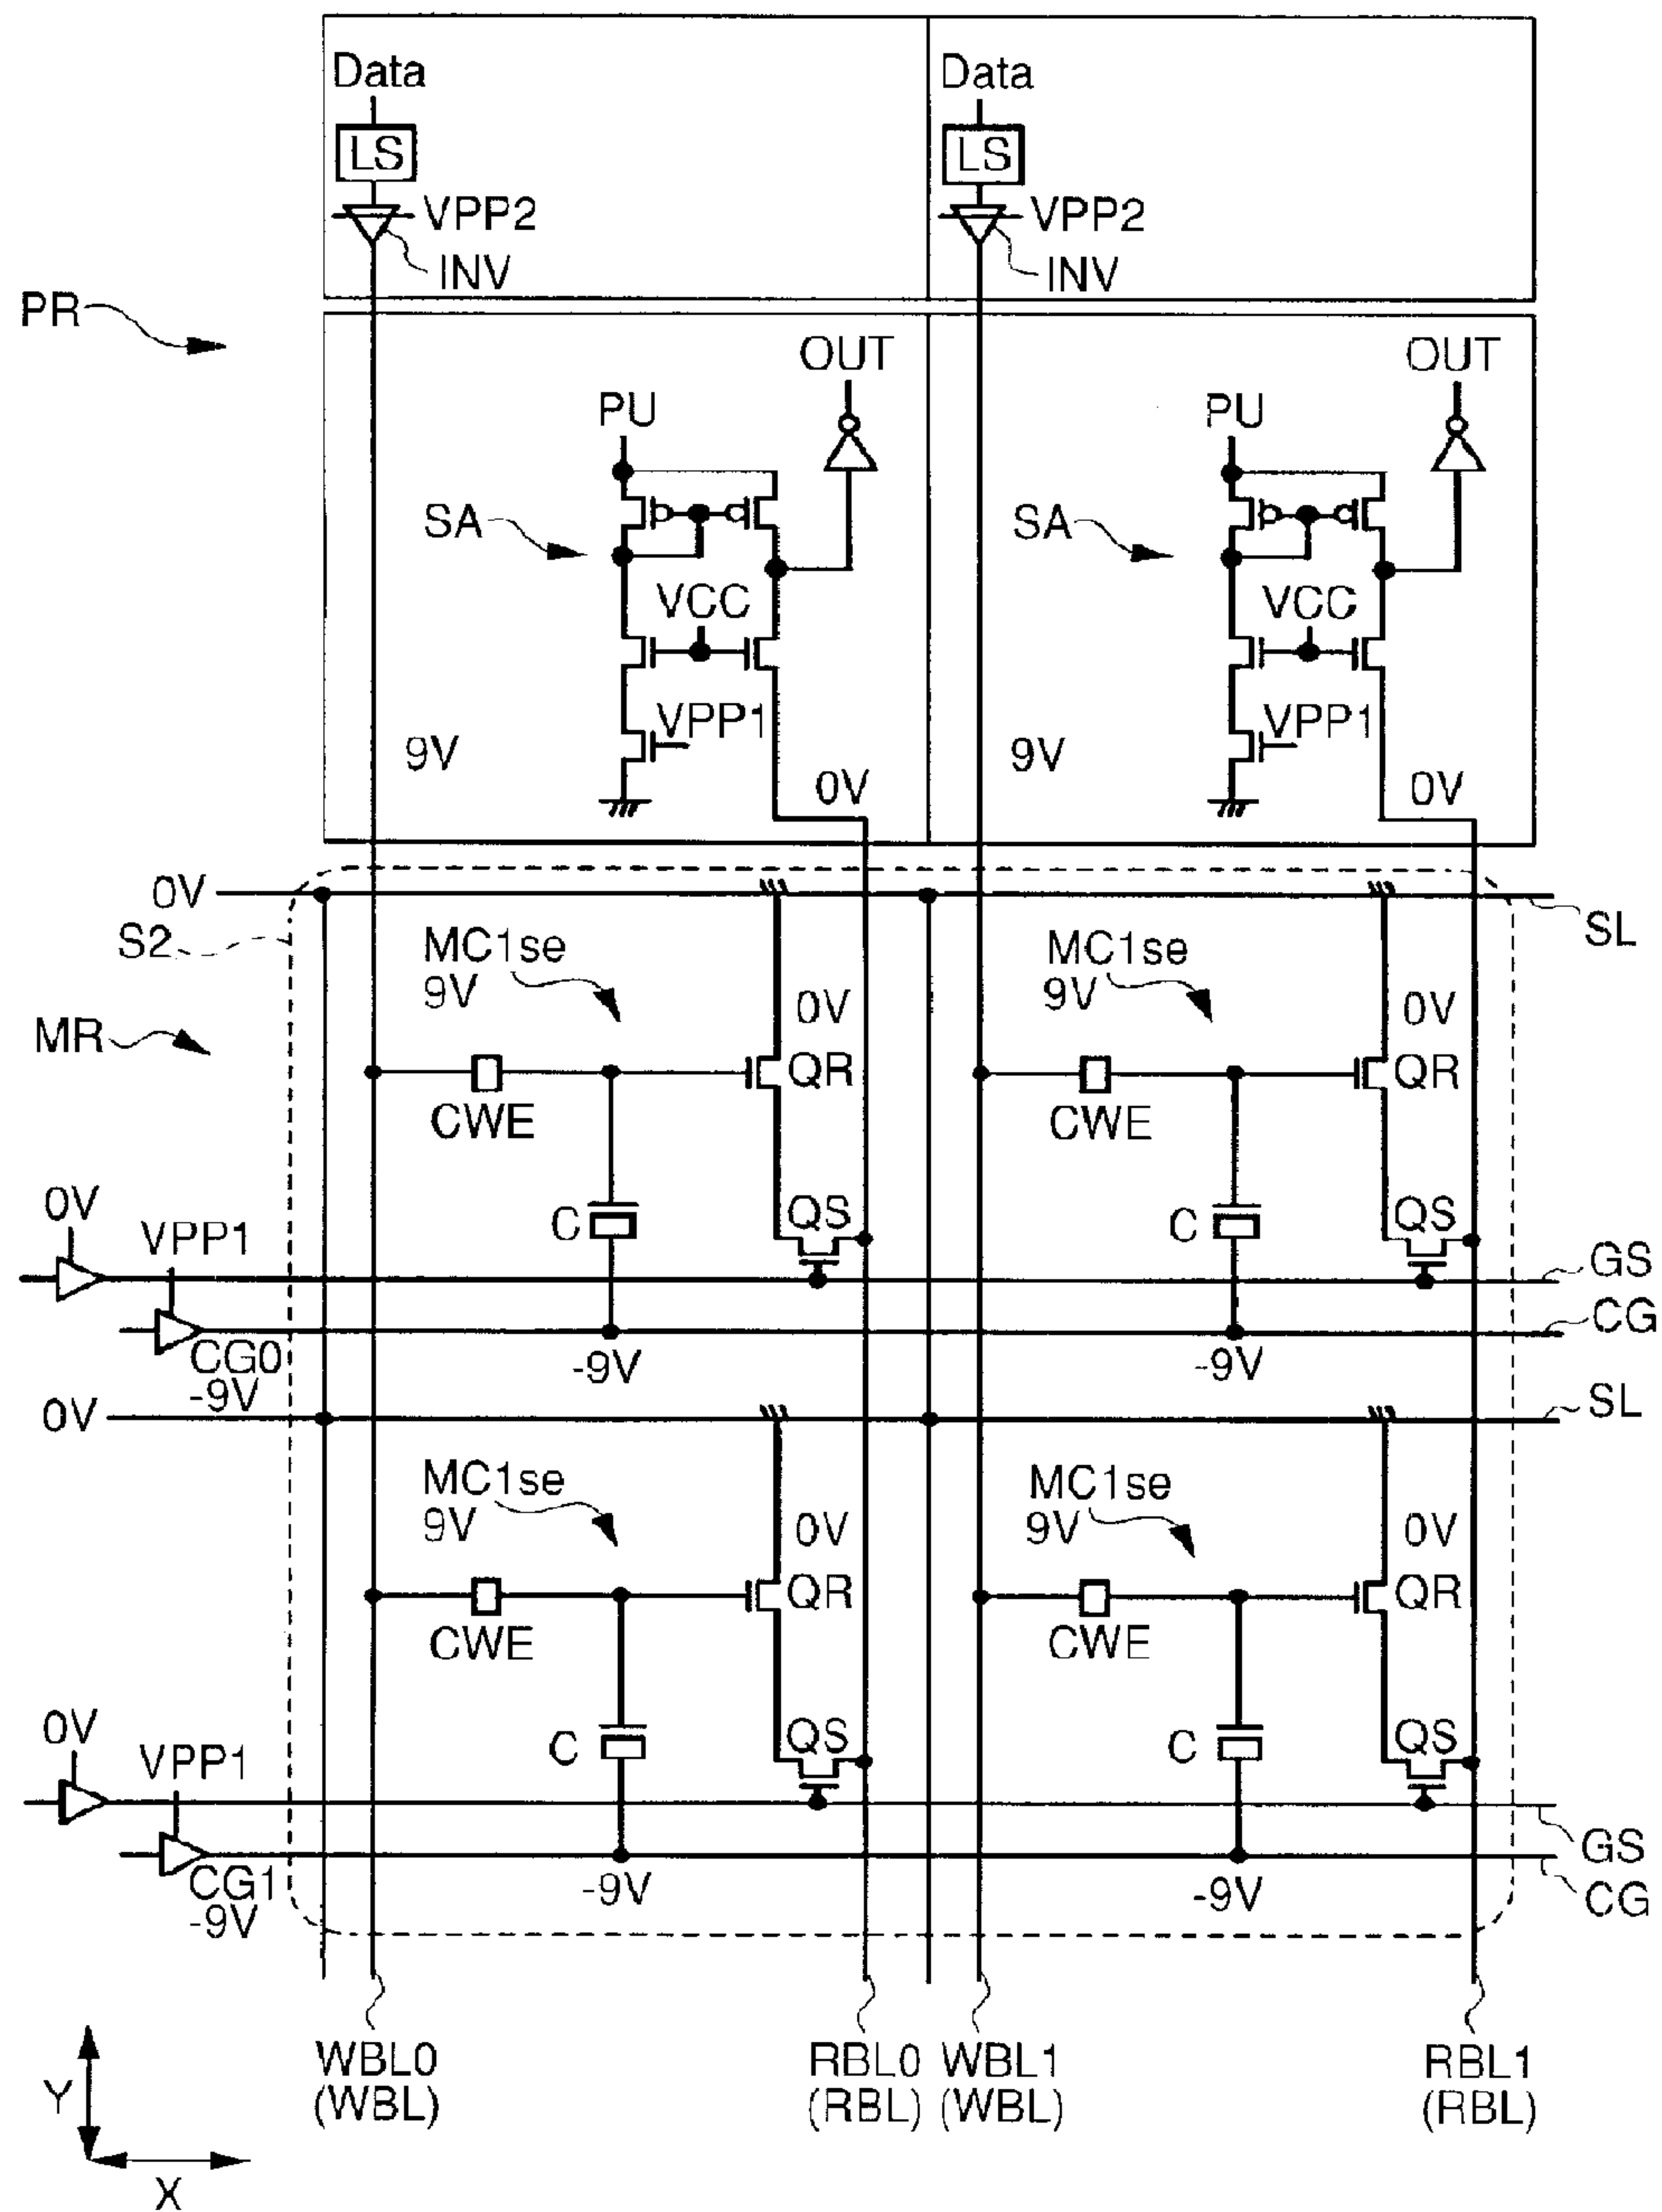 Data Data
LS LS
VPP2 VPP2
INV INV
PR
OUT OUT
PU PU
SA SA
VCC VCC
VPP1 VPP1
9V 9V
0V 0V
0V
S2 SL
MC1se MC1se
9V 9V
0V 0V
MR
QR QR
CWE CWE
0V
QS QS
VPP1
C C
GS
CG
CG0
-9V -9V
-9V
0V SL
MC1se MC1se
9V 9V
0V 0V
QR QR
CWE CWE
0V
QS QS
VPP1
C C
GS
CG1
-9V -9V
CG
-9V
WBL0 RBL0 WBL1 RBL1
(WBL) (RBL) (WBL) (RBL)
Y
X